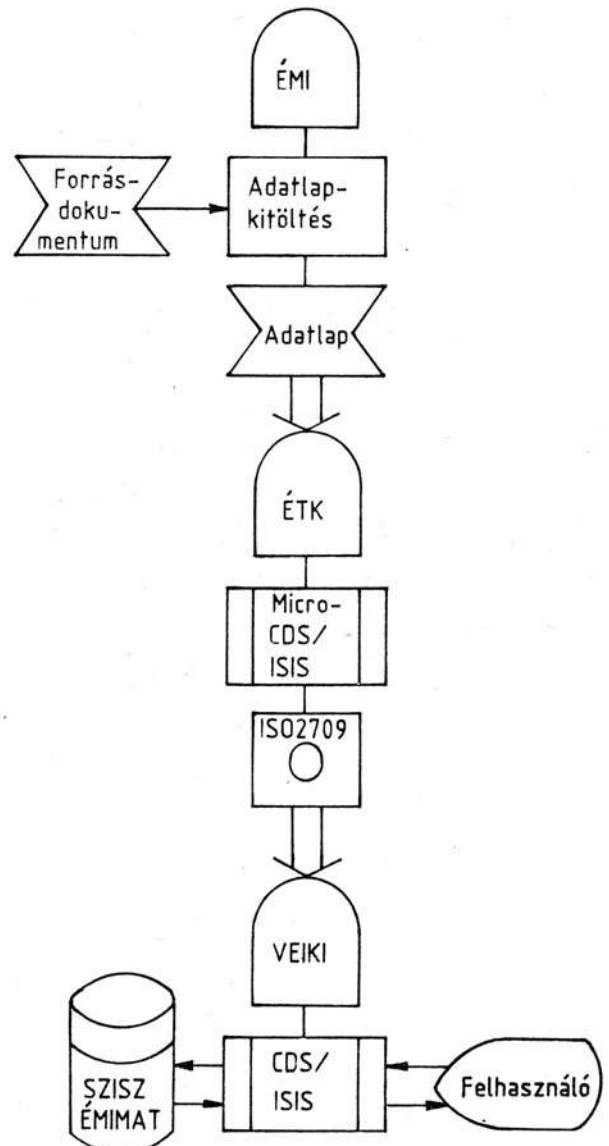 ÉMI
Forrás-
doku-
mentum
Adatlap-
kitöltés
Adatlap
ÉTK
Micro-
CDS/
ISIS
ISO2709
VEIKI
SZISZ
ÉMIMAT
CDS/
ISIS
Felhasználó